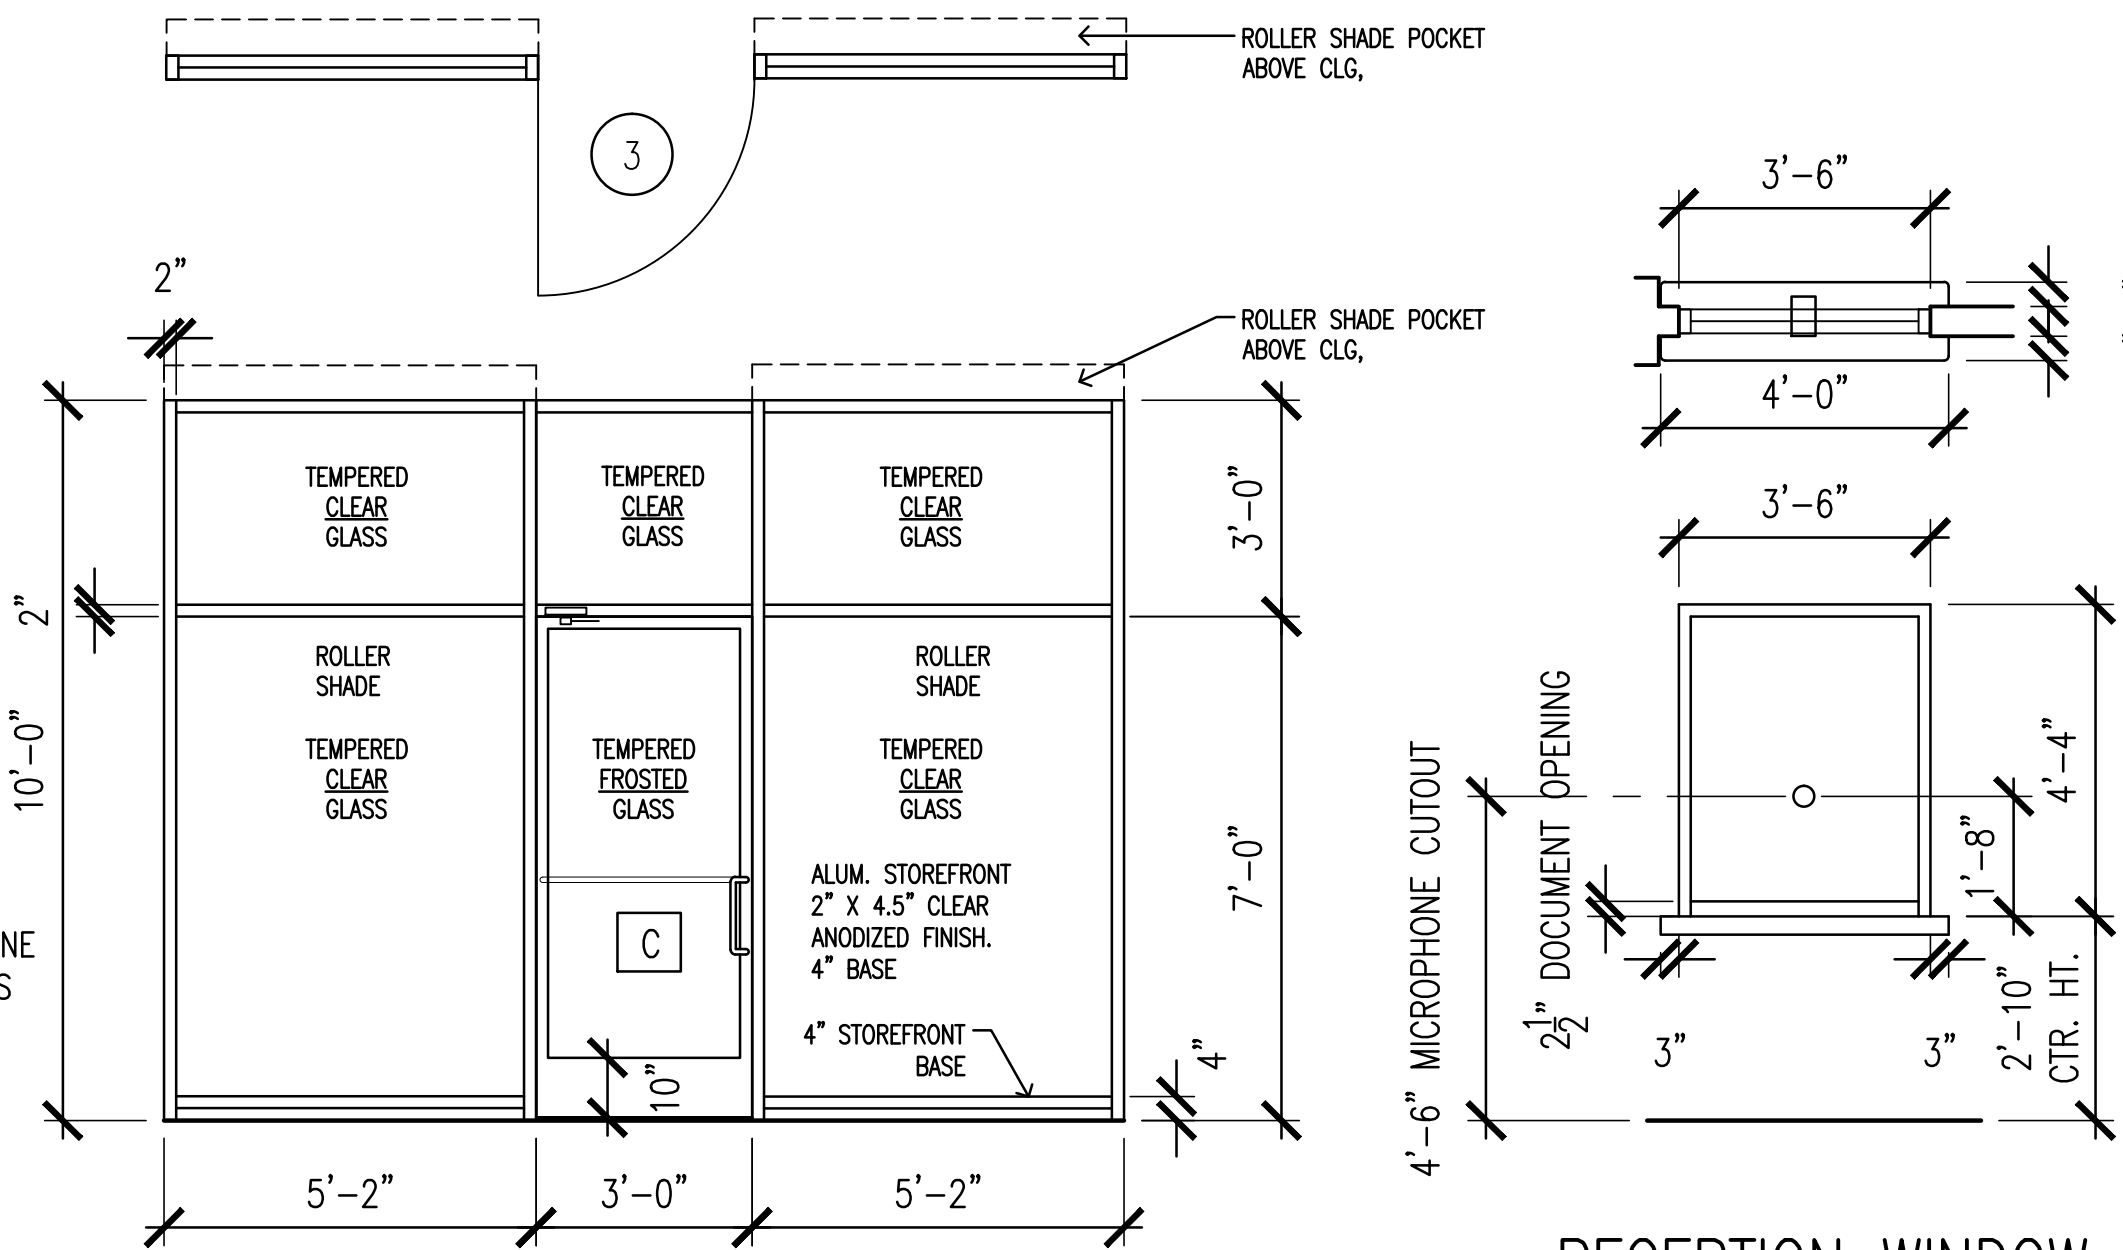 ROLLER SHADE POCKET
ABOVE CLG,
3
3'-6"
2"
ROLLER SHADE POCKET
ABOVE CLG,
4'-0"
TEMPERED
CLEAR
GLASS
TEMPERED
CLEAR
GLASS
TEMPERED
CLEAR
GLASS
3'-0"
3'-6"
2"
10'-0"
ROLLER
SHADE
ROLLER
SHADE
TEMPERED
CLEAR
GLASS
TEMPERED
FROSTED
GLASS
TEMPERED
CLEAR
GLASS
7'-0"
ALUM. STOREFRONT
2" X 4.5" CLEAR
ANODIZED FINISH.
4" BASE
C
4" STOREFRONT
BASE
10"
4"
5'-2"
3'-0"
5'-2"
4'-6" MICROPHONE CUTOUT
2 1/2" DOCUMENT OPENING
4'-4"
1'-8"
3"
3"
2'-10"
CTR. HT.
RECEPTION WINDOW